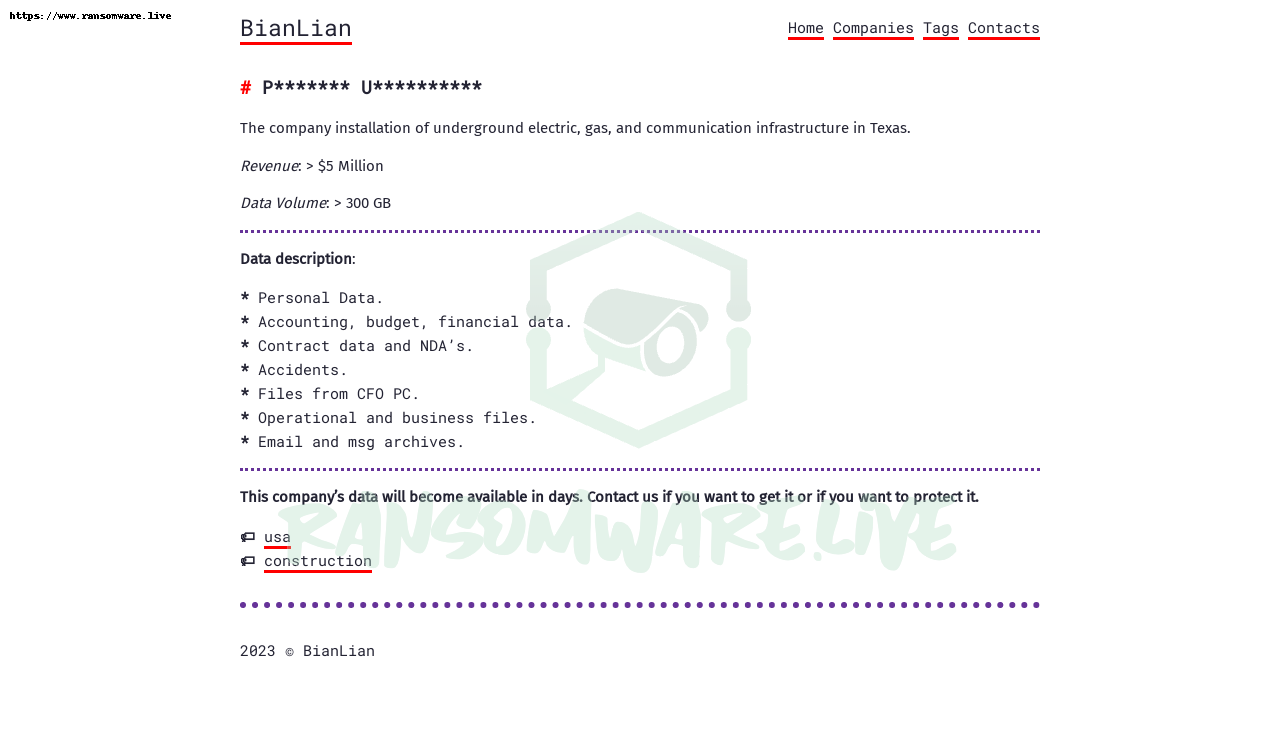 https://www.ransomware.live
BianLian
Home Companies Tags Contacts
# P******* U**********
The company installation of underground electric, gas, and communication infrastructure in Texas.
Revenue: > $5 Million
Data Volume: > 300 GB
Data description:
* Personal Data.
* Accounting, budget, financial data.
* Contract data and NDA’s.
* Accidents.
* Files from CFO PC.
* Operational and business files.
* Email and msg archives.
This company’s data will become available in days. Contact us if you want to get it or if you want to protect it.
RANSOMWARE.LIVE
usa
construction
2023 © BianLian